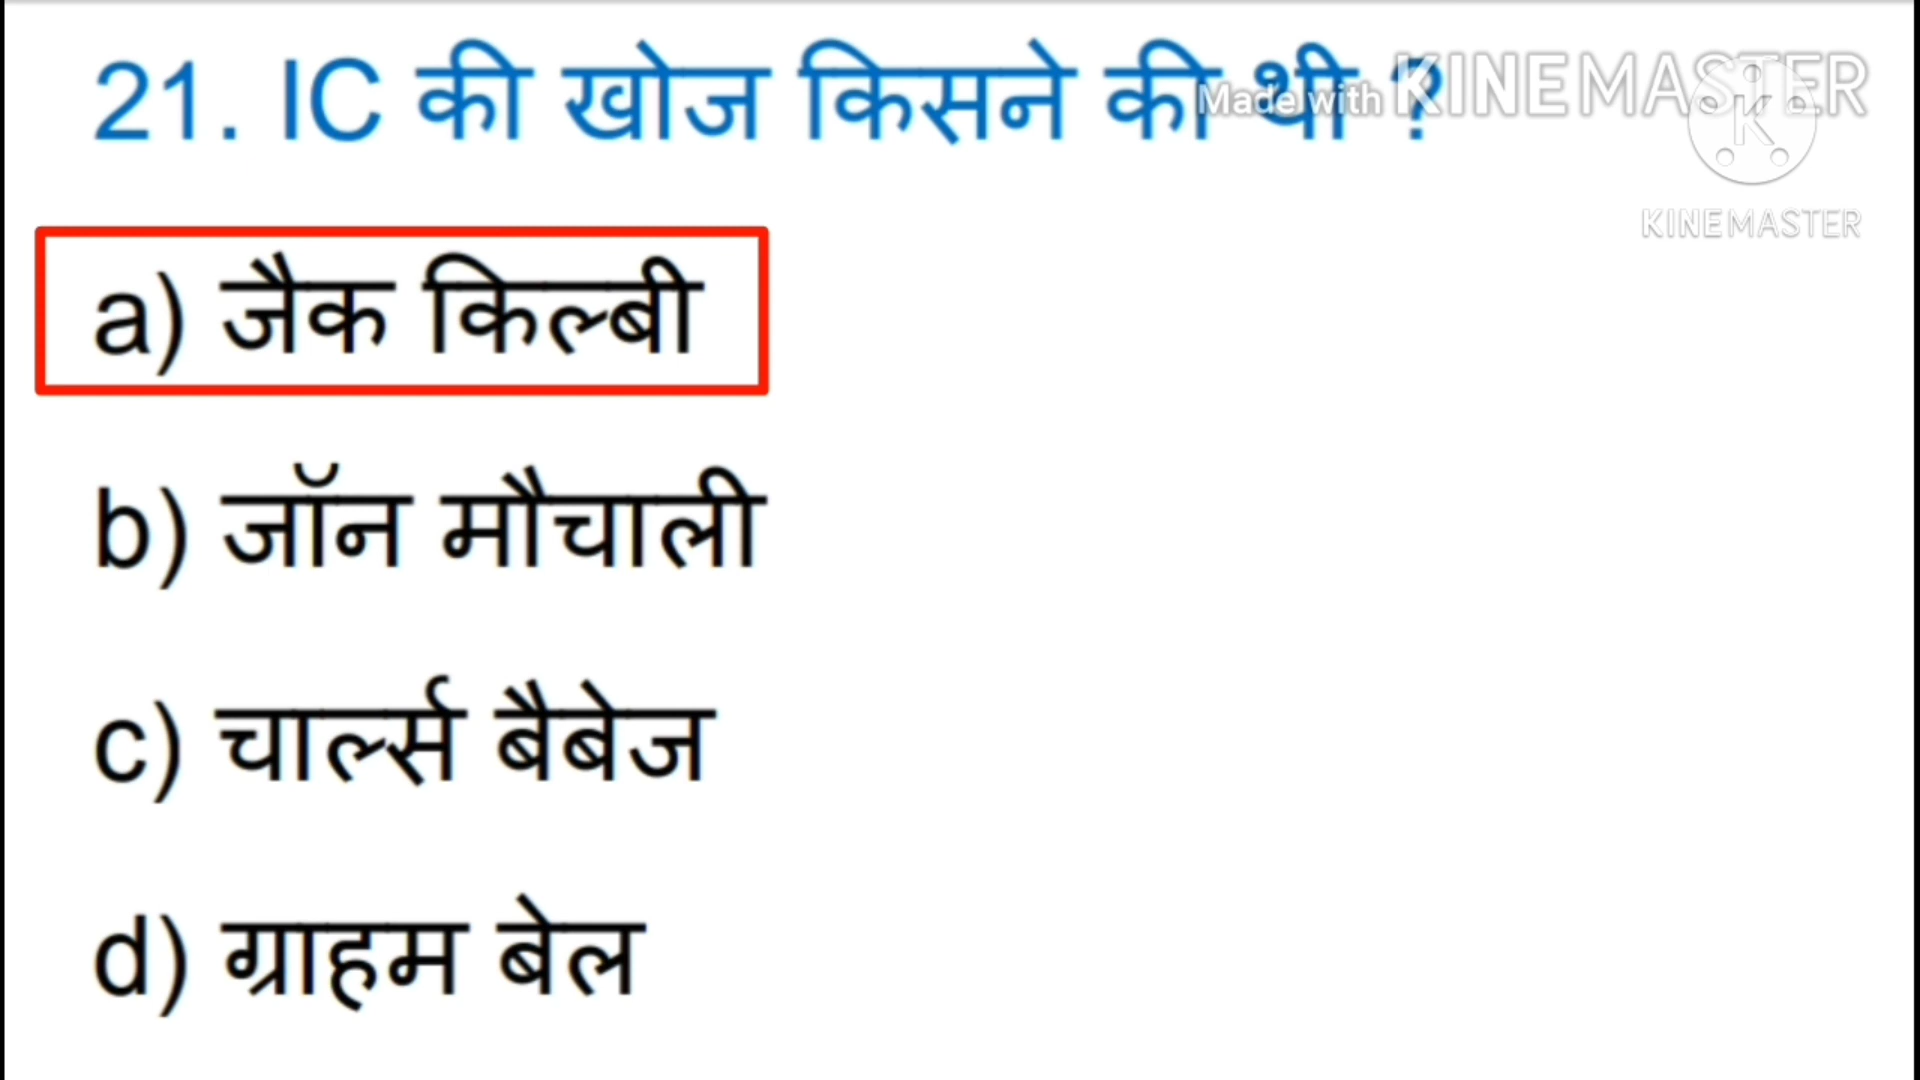 21. IC की खोज किसने की थी ?
Made with KINEMASTER
KINEMASTER
a) जैक किल्बी
b) जॉन मौचाली
c) चार्ल्स बैबेज
d) ग्राहम बेल